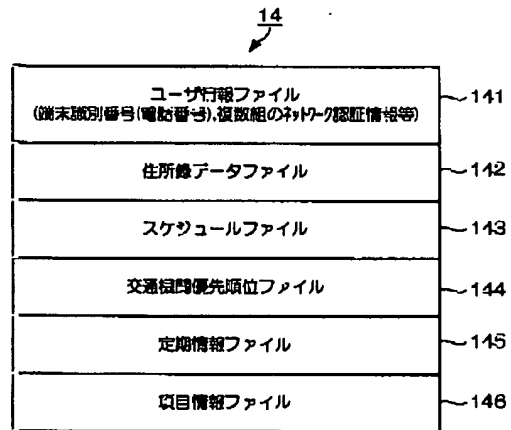 14
ユーザ情報ファイル
(端末識別番号(電話番号),複数組のネットワーク認証情報等)
141
住所録データファイル
142
スケジュールファイル
143
交通機関優先順位ファイル
144
定期情報ファイル
145
項目情報ファイル
146